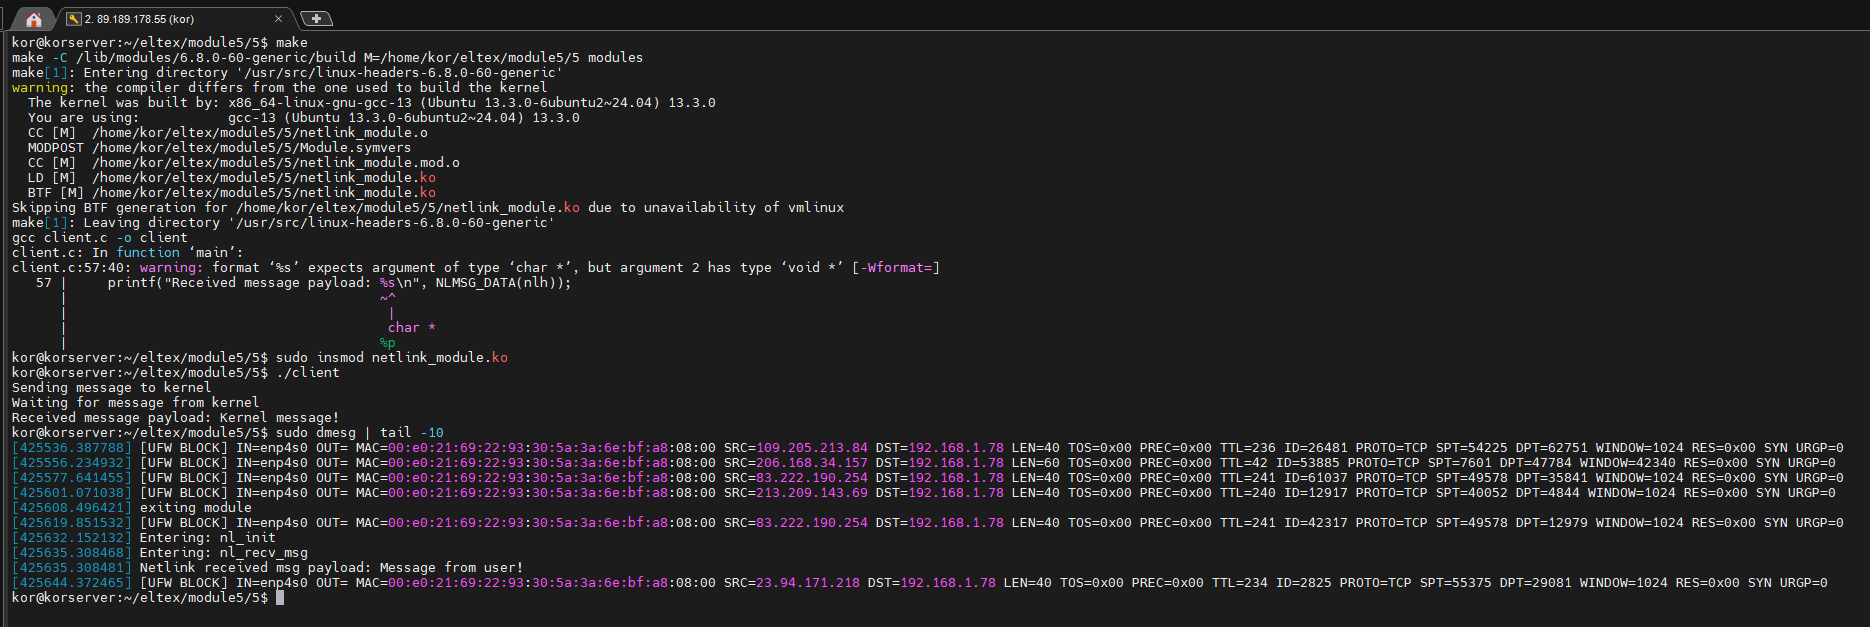 2. 89.189.178.55 (kor)
kor@korserver:~/eltex/module5/5$ make
make -C /lib/modules/6.8.0-60-generic/build M=/home/kor/eltex/module5/5 modules
make[1]: Entering directory '/usr/src/linux-headers-6.8.0-60-generic'
warning: the compiler differs from the one used to build the kernel
  The kernel was built by: x86_64-linux-gnu-gcc-13 (Ubuntu 13.3.0-6ubuntu2~24.04) 13.3.0
  You are using:           gcc-13 (Ubuntu 13.3.0-6ubuntu2~24.04) 13.3.0
  CC [M]  /home/kor/eltex/module5/5/netlink_module.o
  MODPOST /home/kor/eltex/module5/5/Module.symvers
  CC [M]  /home/kor/eltex/module5/5/netlink_module.mod.o
  LD [M]  /home/kor/eltex/module5/5/netlink_module.ko
  BTF [M] /home/kor/eltex/module5/5/netlink_module.ko
Skipping BTF generation for /home/kor/eltex/module5/5/netlink_module.ko due to unavailability of vmlinux
make[1]: Leaving directory '/usr/src/linux-headers-6.8.0-60-generic'
gcc client.c -o client
client.c: In function ‘main’:
client.c:57:40: warning: format ‘%s’ expects argument of type ‘char *’, but argument 2 has type ‘void *’ [-Wformat=]
   57 |     printf("Received message payload: %s\n", NLMSG_DATA(nlh));
      |                                       ~^
      |                                        |
      |                                        char *
      |                                       %p
kor@korserver:~/eltex/module5/5$ sudo insmod netlink_module.ko
kor@korserver:~/eltex/module5/5$ ./client
Sending message to kernel
Waiting for message from kernel
Received message payload: Kernel message!
kor@korserver:~/eltex/module5/5$ sudo dmesg | tail -10
[425536.387788] [UFW BLOCK] IN=enp4s0 OUT= MAC=00:e0:21:69:22:93:30:5a:3a:6e:bf:a8:08:00 SRC=109.205.213.84 DST=192.168.1.78 LEN=40 TOS=0x00 PREC=0x00 TTL=236 ID=26481 PROTO=TCP SPT=54225 DPT=62751 WINDOW=1024 RES=0x00 SYN URGP=0
[425556.234932] [UFW BLOCK] IN=enp4s0 OUT= MAC=00:e0:21:69:22:93:30:5a:3a:6e:bf:a8:08:00 SRC=206.168.34.157 DST=192.168.1.78 LEN=60 TOS=0x00 PREC=0x00 TTL=42 ID=53885 PROTO=TCP SPT=7601 DPT=47784 WINDOW=42340 RES=0x00 SYN URGP=0
[425577.641455] [UFW BLOCK] IN=enp4s0 OUT= MAC=00:e0:21:69:22:93:30:5a:3a:6e:bf:a8:08:00 SRC=83.222.190.254 DST=192.168.1.78 LEN=40 TOS=0x00 PREC=0x00 TTL=241 ID=61037 PROTO=TCP SPT=49578 DPT=35841 WINDOW=1024 RES=0x00 SYN URGP=0
[425601.071038] [UFW BLOCK] IN=enp4s0 OUT= MAC=00:e0:21:69:22:93:30:5a:3a:6e:bf:a8:08:00 SRC=213.209.143.69 DST=192.168.1.78 LEN=40 TOS=0x00 PREC=0x00 TTL=240 ID=12917 PROTO=TCP SPT=40052 DPT=4844 WINDOW=1024 RES=0x00 SYN URGP=0
[425608.496421] exiting module
[425619.851532] [UFW BLOCK] IN=enp4s0 OUT= MAC=00:e0:21:69:22:93:30:5a:3a:6e:bf:a8:08:00 SRC=83.222.190.254 DST=192.168.1.78 LEN=40 TOS=0x00 PREC=0x00 TTL=241 ID=42317 PROTO=TCP SPT=49578 DPT=12979 WINDOW=1024 RES=0x00 SYN URGP=0
[425632.152132] Entering: nl_init
[425635.308468] Entering: nl_recv_msg
[425635.308481] Netlink received msg payload: Message from user!
[425644.372465] [UFW BLOCK] IN=enp4s0 OUT= MAC=00:e0:21:69:22:93:30:5a:3a:6e:bf:a8:08:00 SRC=23.94.171.218 DST=192.168.1.78 LEN=40 TOS=0x00 PREC=0x00 TTL=234 ID=2825 PROTO=TCP SPT=55375 DPT=29081 WINDOW=1024 RES=0x00 SYN URGP=0
kor@korserver:~/eltex/module5/5$